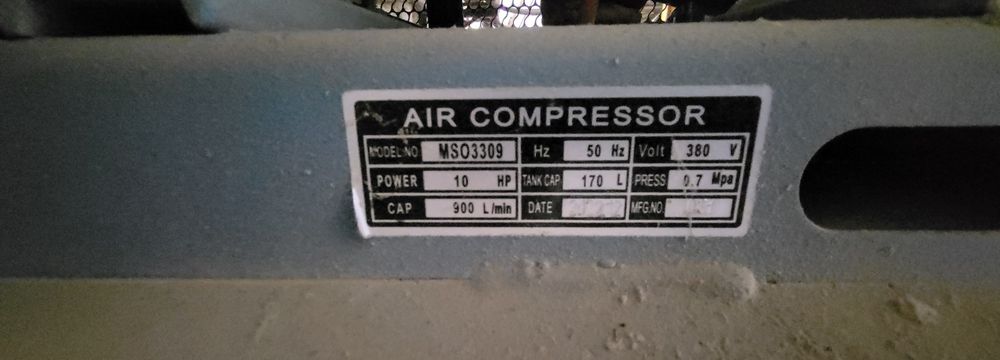 AIR COMPRESSOR
MODEL NO MSO3309 Hz 50 Hz Volt 380 V
POWER 10 HP TANK CAP. 170 L PRESS 0.7 Mpa
CAP 900 L/min DATE MFG.NO.